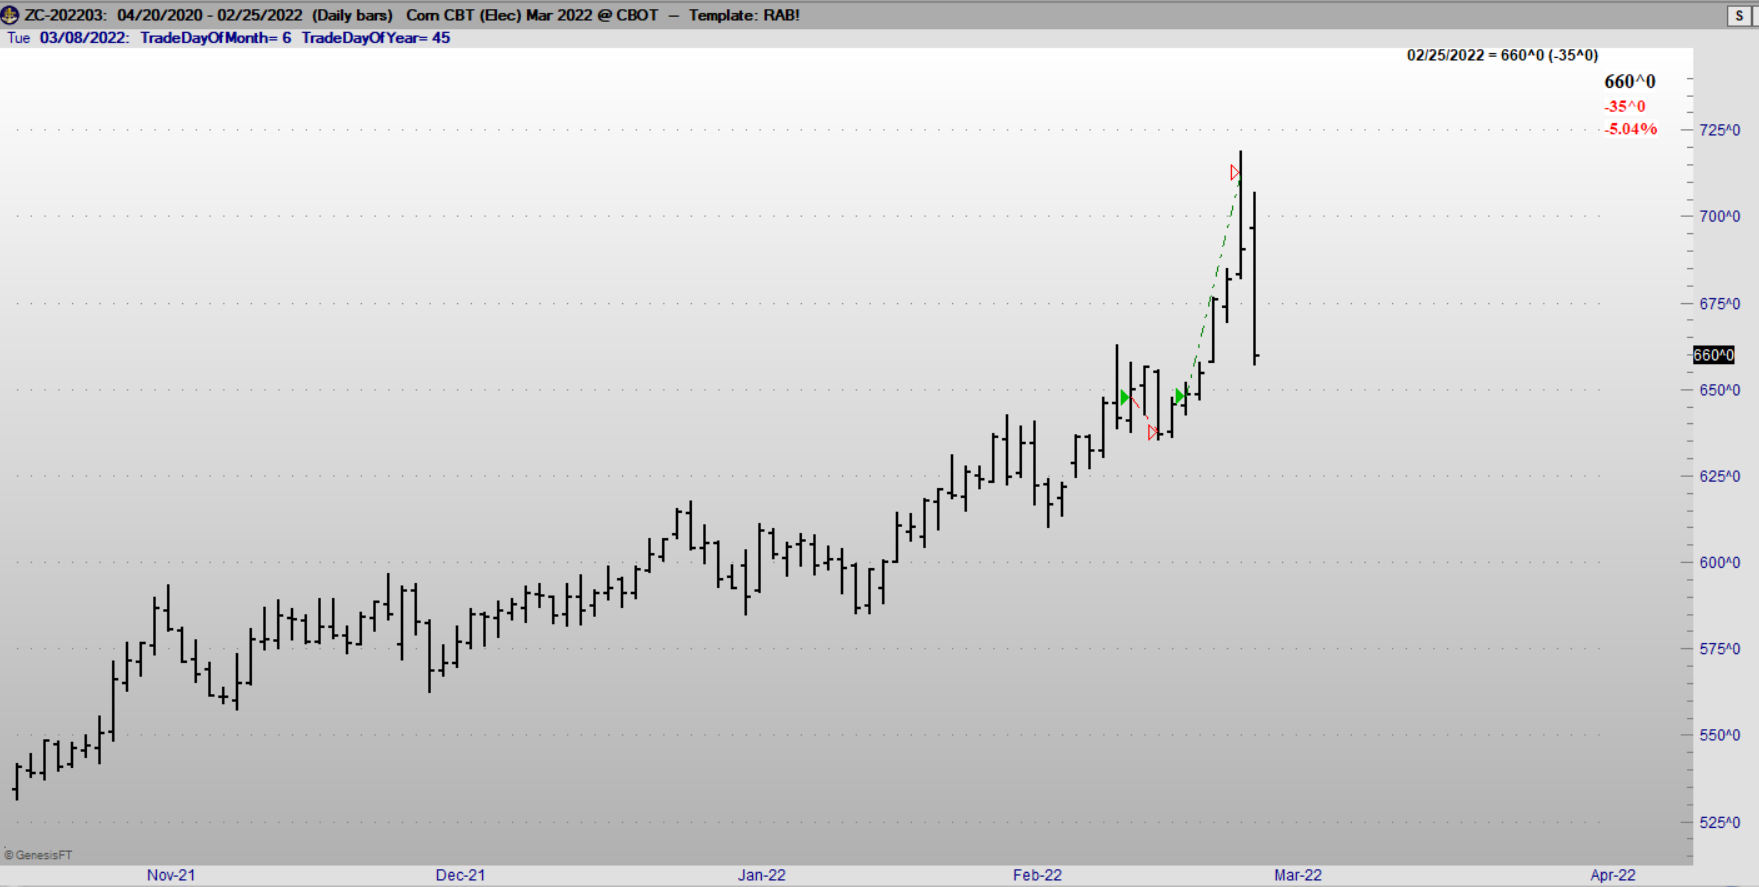 ZC-202203: 04/20/2020 - 02/25/2022 (Daily bars) Corn CBT (Elec) Mar 2022 @ CBOT — Template: RAB!
S
Tue 03/08/2022: TradeDayOfMonth= 6 TradeDayOfYear= 45
02/25/2022 = 660^0 (-35^0)
660^0
-35^0
-5.04%
725^0
700^0
675^0
660^0
650^0
625^0
600^0
575^0
550^0
525^0
© GenesisFT
Nov-21 Dec-21 Jan-22 Feb-22 Mar-22 Apr-22